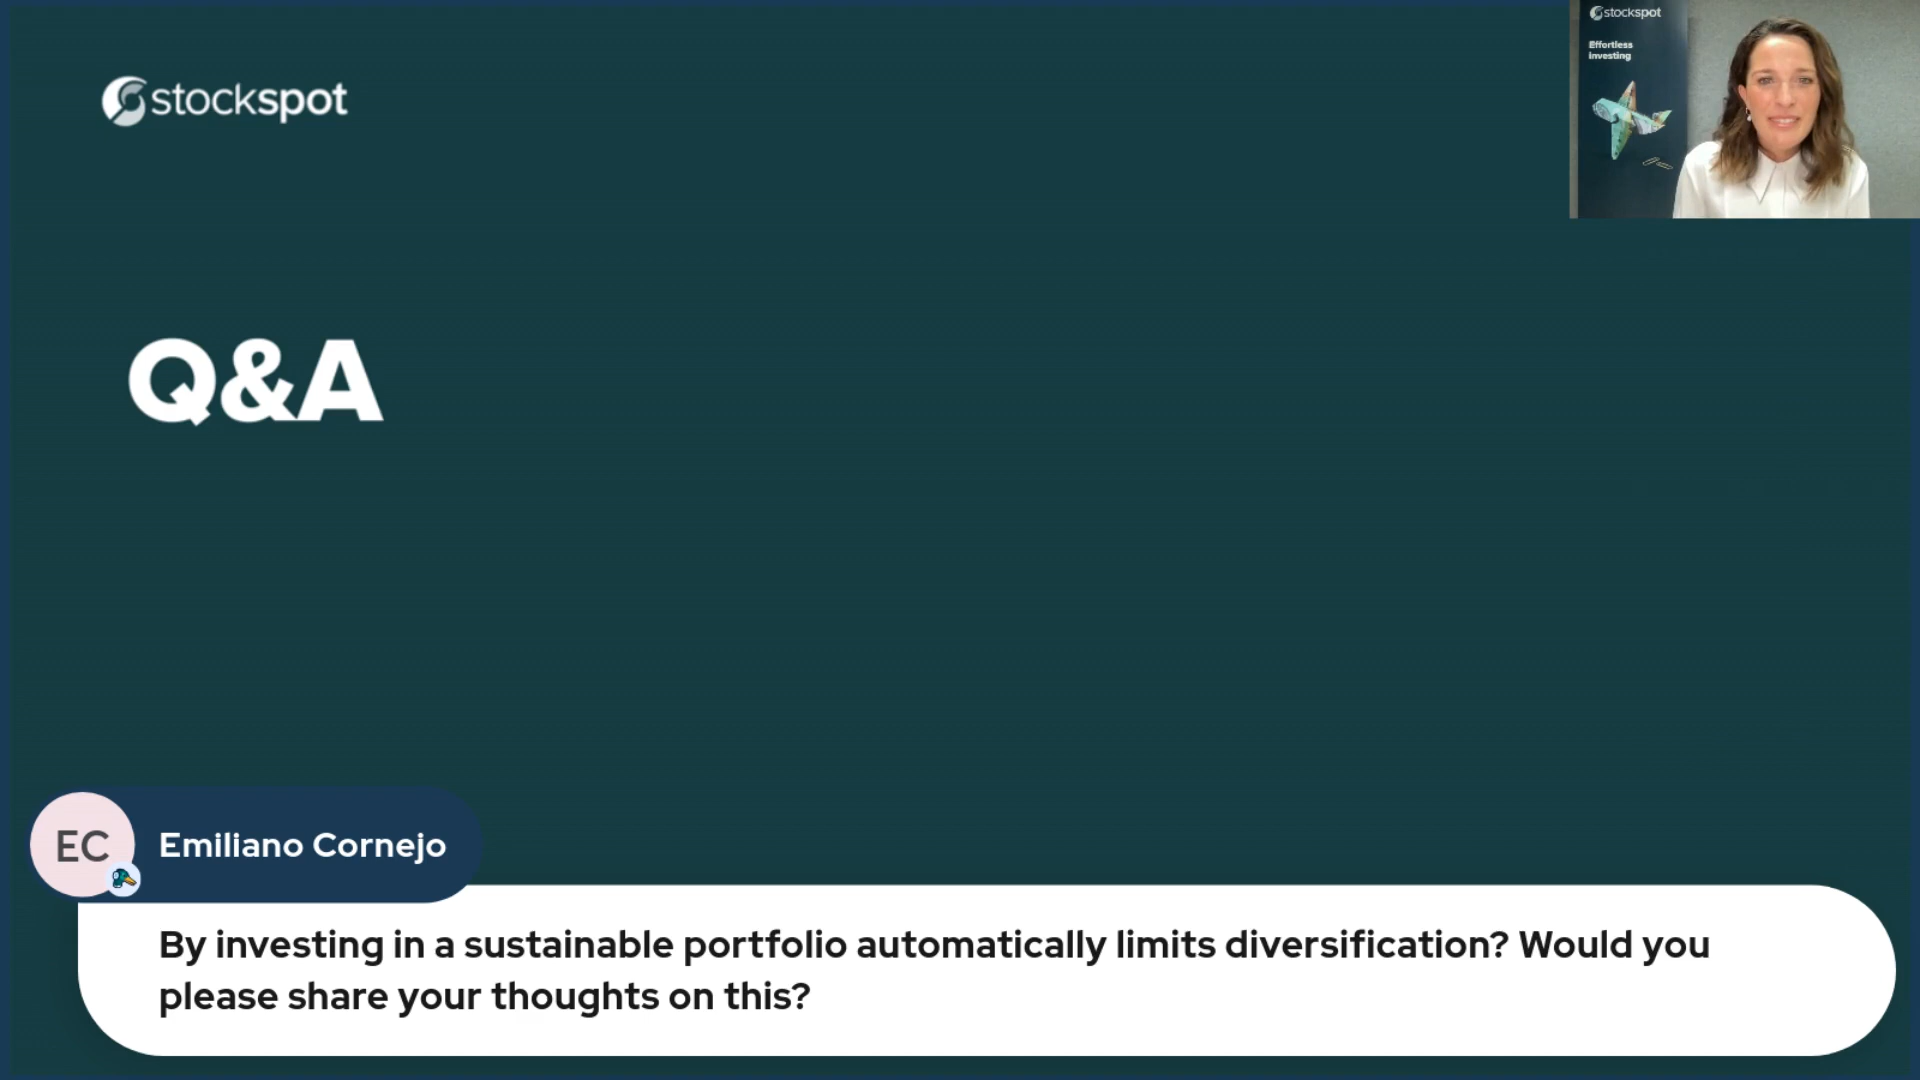 stockspot
stockspot
Effortless
Investing
Q&A
EC
Emiliano Cornejo
By investing in a sustainable portfolio automatically limits diversification? Would you
please share your thoughts on this?